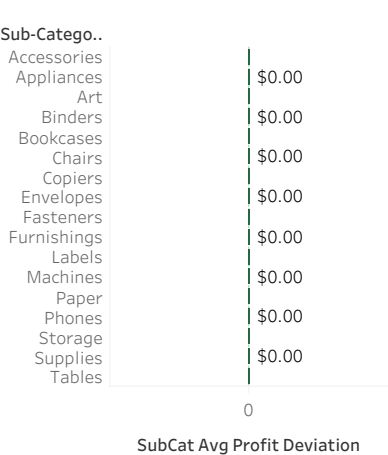 Sub-Catego..
Accessories
Appliances $0.00
Art
Binders $0.00
Bookcases
Chairs $0.00
Copiers
Envelopes $0.00
Fasteners
Furnishings $0.00
Labels
Machines $0.00
Paper
Phones $0.00
Storage
Supplies $0.00
Tables
0
SubCat Avg Profit Deviation